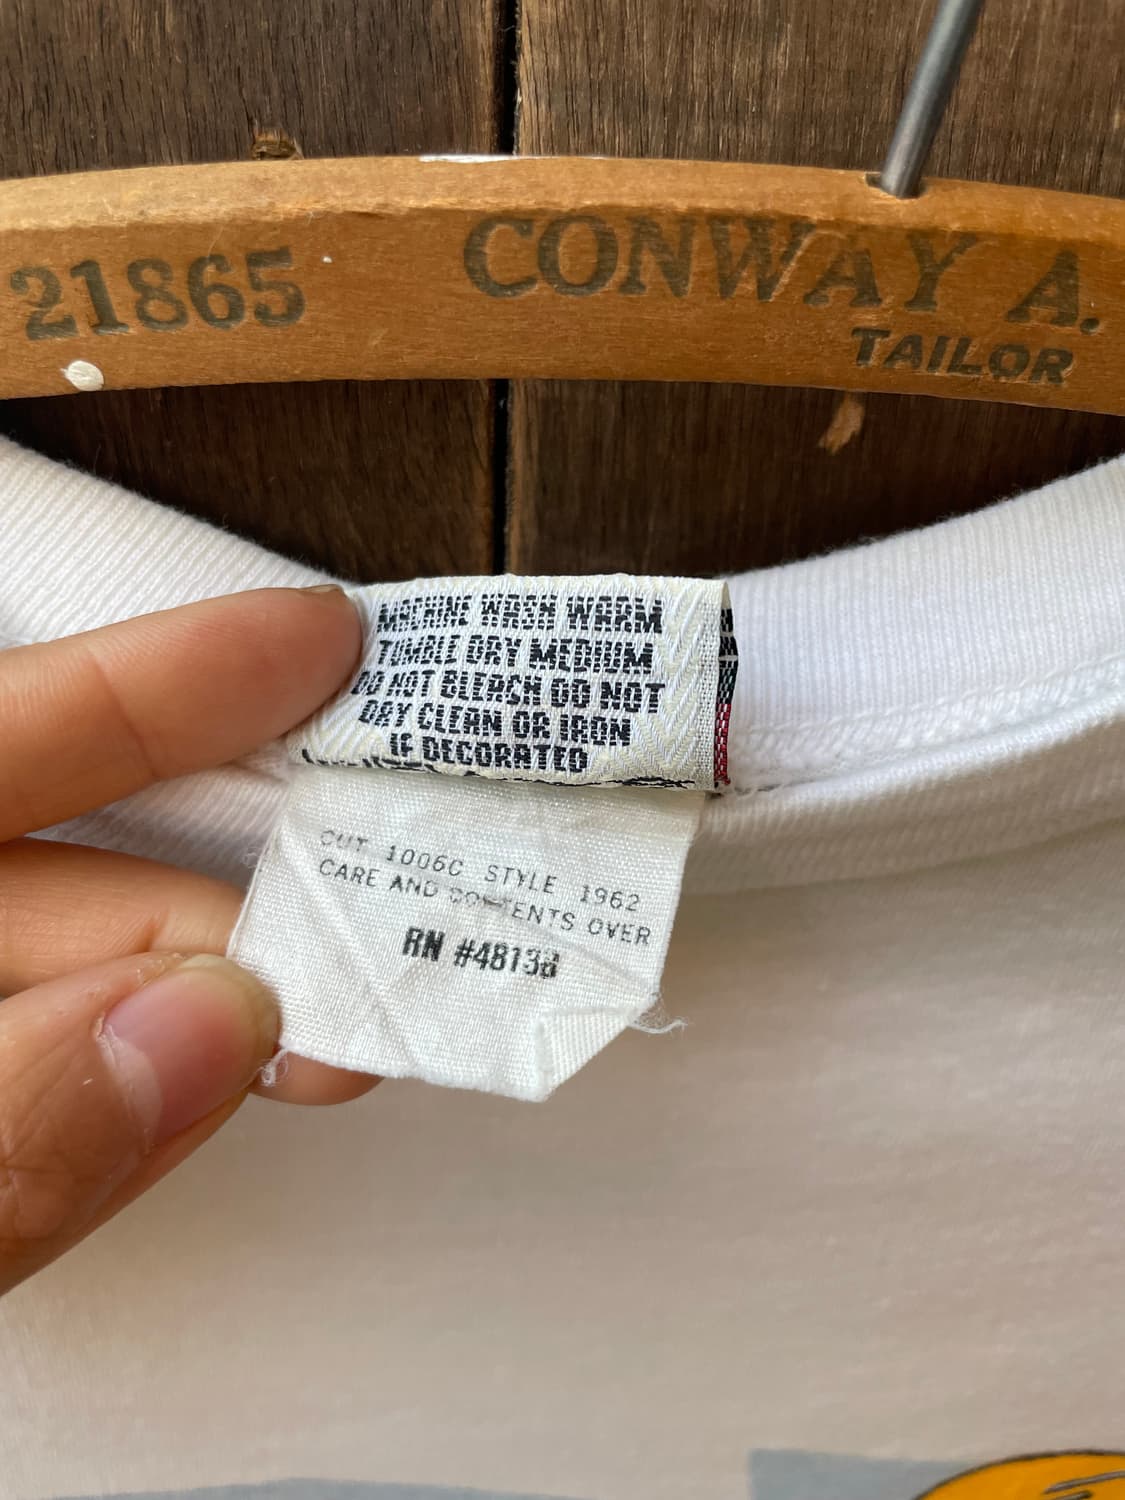 21865
CONWAY A.
TAILOR
MACHINE WASH WARM
TUMBLE DRY MEDIUM
DO NOT BLEACH DO NOT
DRY CLEAN OR IRON
IF DECORATED
CUT 1006C STYLE 1962
CARE AND CONTENTS OVER
RN #48138